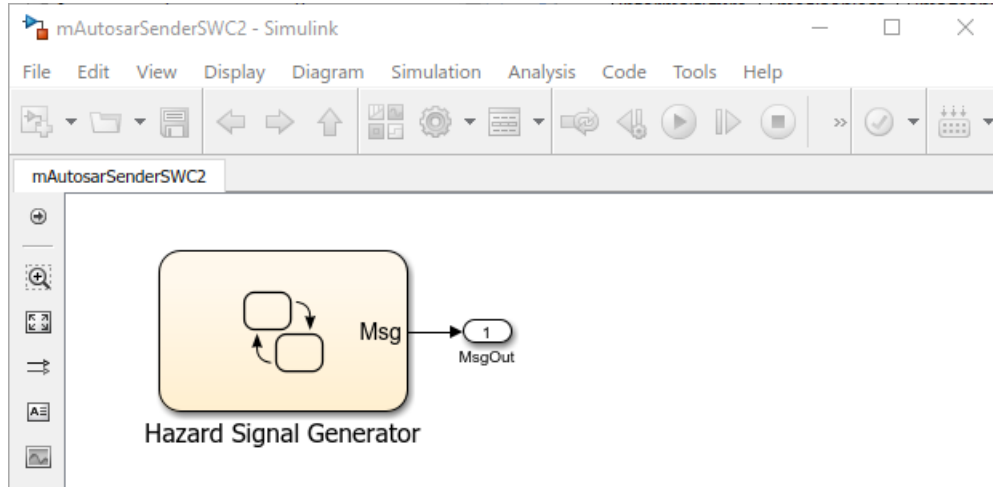 mAutosarSenderSWC2 - Simulink
File Edit View Display Diagram Simulation Analysis Code Tools Help
»
mAutosarSenderSWC2
Msg
1
MsgOut
Hazard Signal Generator
A